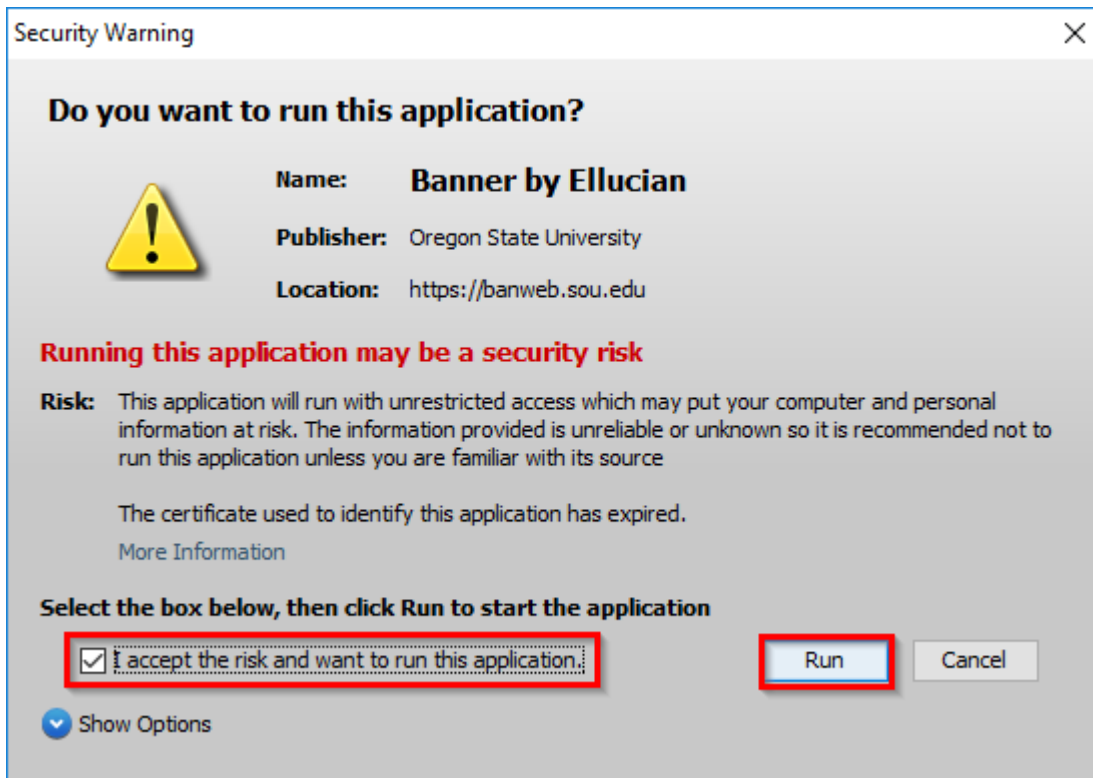 Security Warning
Do you want to run this application?
Name: Banner by Ellucian
Publisher: Oregon State University
Location: https://banweb.sou.edu
Running this application may be a security risk
Risk: This application will run with unrestricted access which may put your computer and personal
information at risk. The information provided is unreliable or unknown so it is recommended not to
run this application unless you are familiar with its source
The certificate used to identify this application has expired.
More Information
Select the box below, then click Run to start the application
I accept the risk and want to run this application. Run Cancel
Show Options